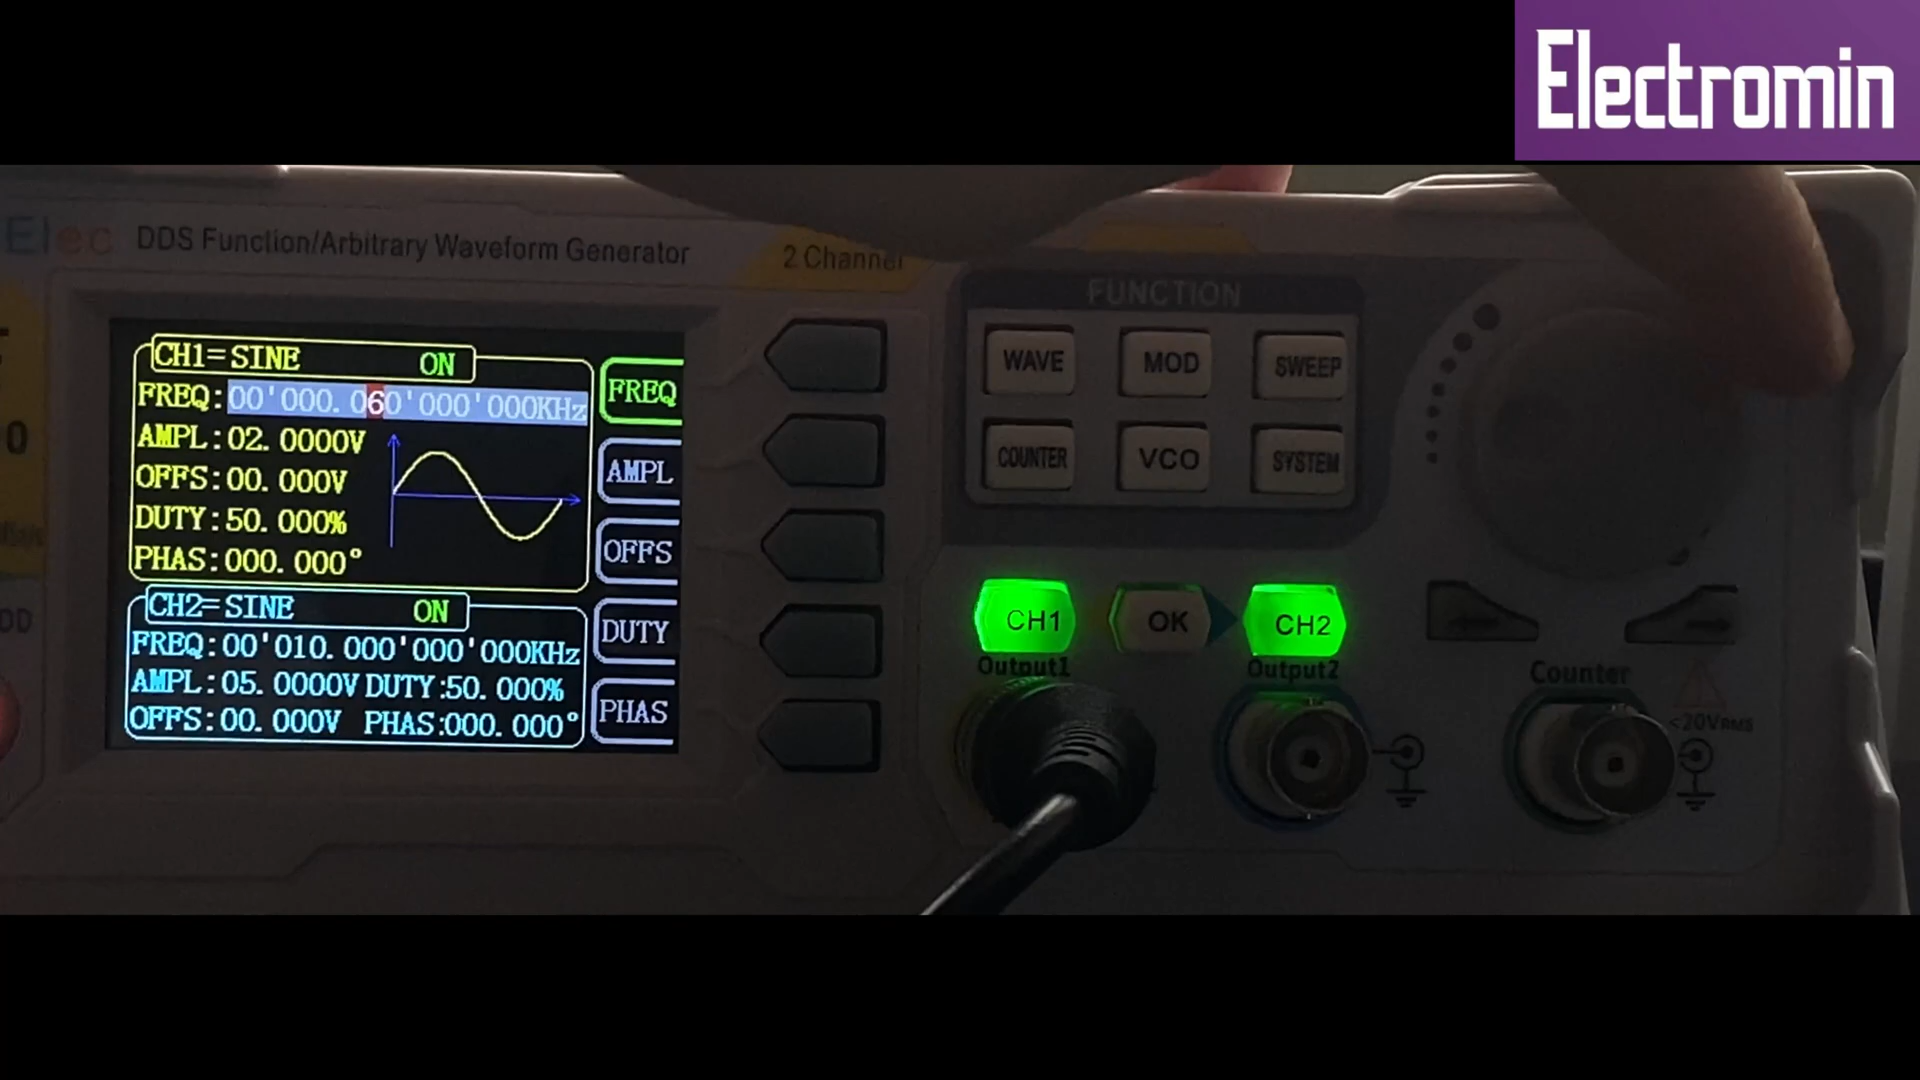 Electromin
Elec DDS Function/Arbitrary Waveform Generator
2 Channel
FUNCTION
WAVE MOD SWEEP
COUNTER VCO SYSTEM
CH1=SINE ON
FREQ:00'000.060'000'000KHz
AMPL:02.0000V
OFFS:00.000V
DUTY:50.000%
PHAS:000.000°
CH2=SINE ON
FREQ:00'010.000'000'000KHz
AMPL:05.0000V DUTY:50.000%
OFFS:00.000V PHAS:000.000°
FREQ
AMPL
OFFS
DUTY
PHAS
CH1 OK CH2
Output1 Output2 Counter
<20VRMS